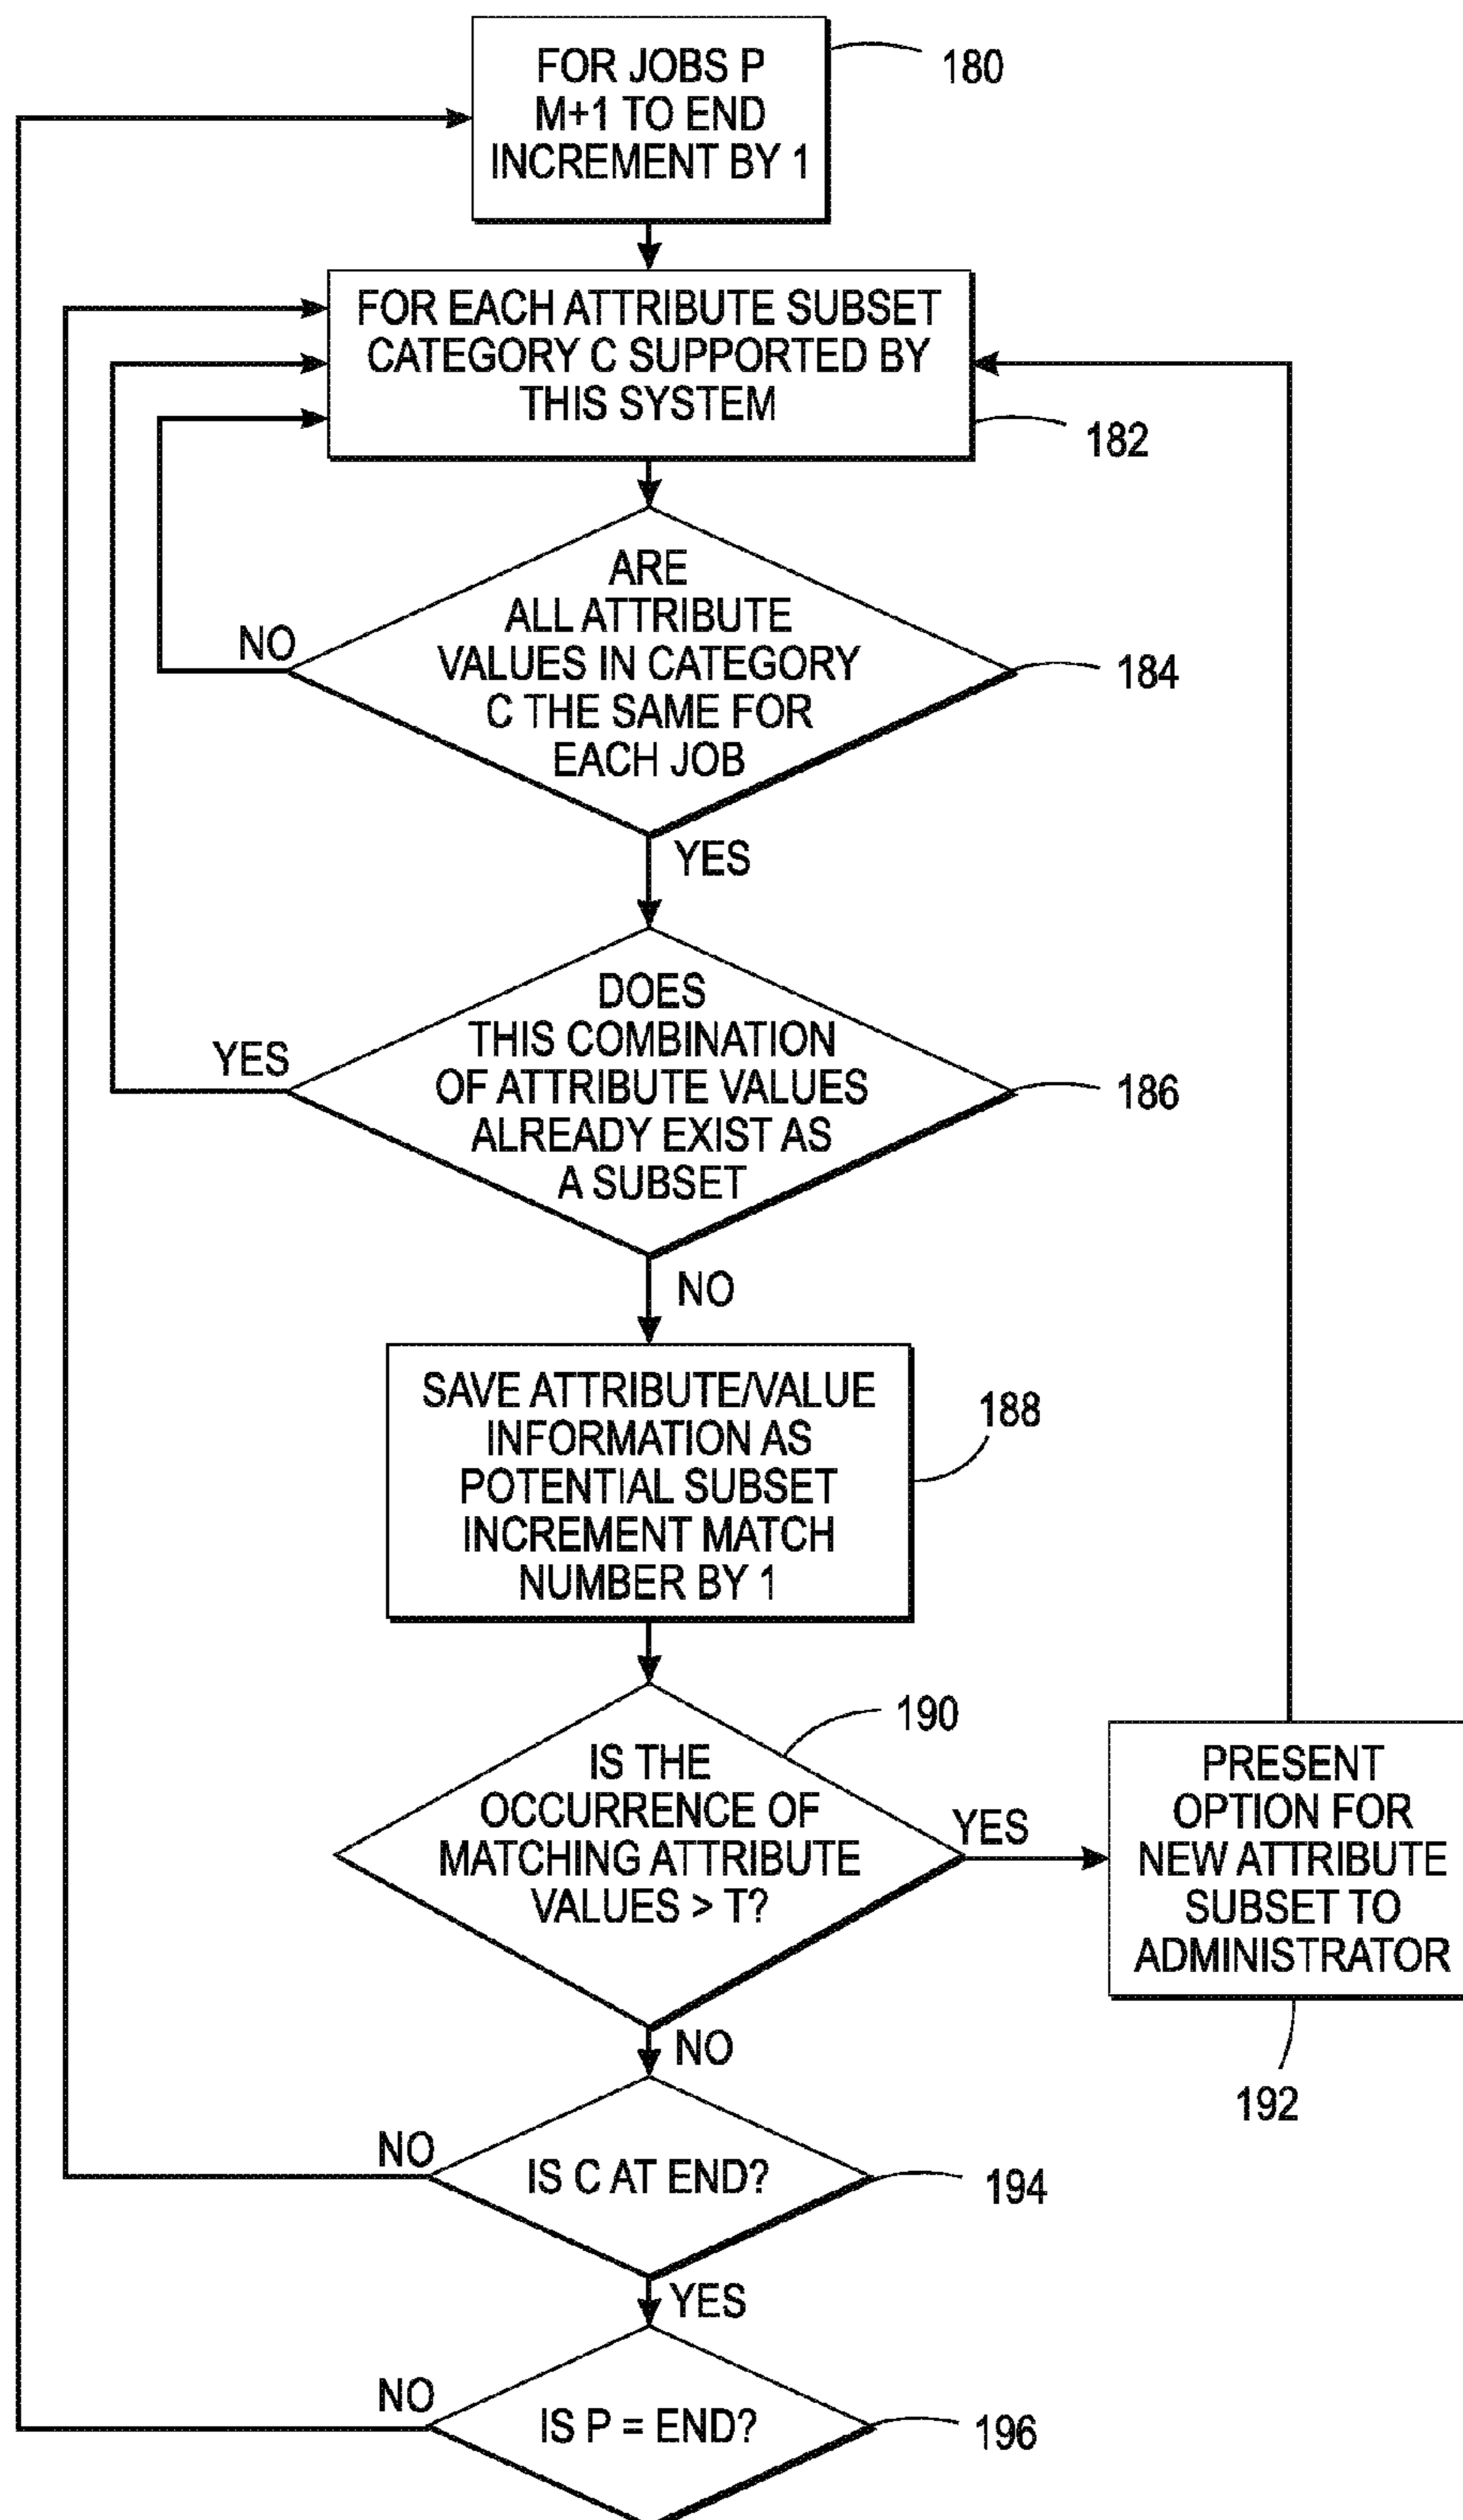 FOR JOBS P
M+1 TO END
INCREMENT BY 1
180
FOR EACH ATTRIBUTE SUBSET
CATEGORY C SUPPORTED BY
THIS SYSTEM
182
ARE
ALL ATTRIBUTE
VALUES IN CATEGORY
C THE SAME FOR
EACH JOB
NO
184
YES
DOES
THIS COMBINATION
OF ATTRIBUTE VALUES
ALREADY EXIST AS
A SUBSET
YES
186
NO
SAVE ATTRIBUTE/VALUE
INFORMATION AS
POTENTIAL SUBSET
INCREMENT MATCH
NUMBER BY 1
188
190
IS THE
OCCURRENCE OF
MATCHING ATTRIBUTE
VALUES > T?
YES
PRESENT
OPTION FOR
NEW ATTRIBUTE
SUBSET TO
ADMINISTRATOR
192
NO
IS C AT END?
NO
194
YES
IS P = END?
NO
196